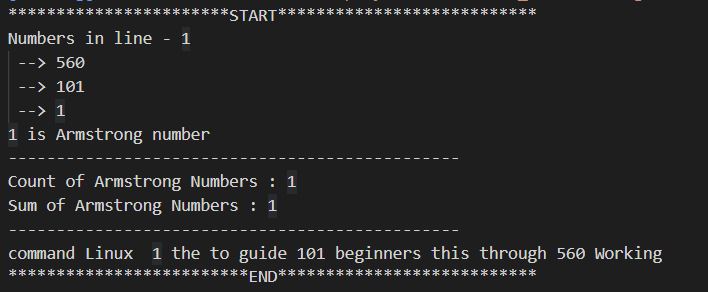 ***********************START***************************
Numbers in line - 1
--> 560
--> 101
--> 1
1 is Armstrong number
-----------------------------------------------
Count of Armstrong Numbers : 1
Sum of Armstrong Numbers : 1
-----------------------------------------------
command Linux  1 the to guide 101 beginners this through 560 Working
*************************END***************************